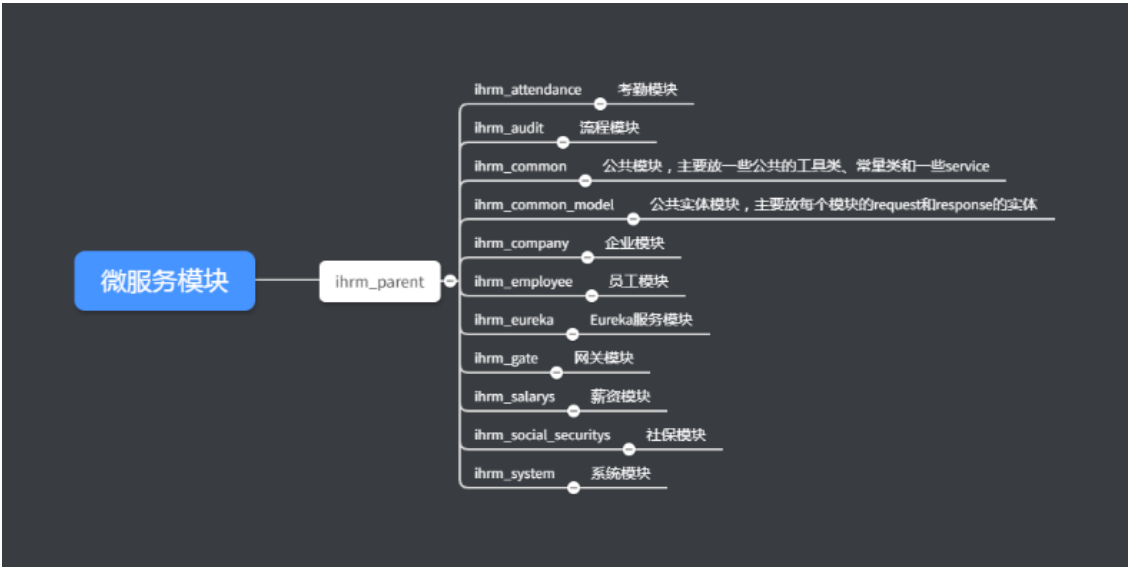 ihrm_attendance 考勤模块
ihrm_audit 流程模块
ihrm_common 公共模块，主要放一些公共的工具类、常量类和一些service
ihrm_common_model 公共实体模块，主要放每个模块的request和response的实体
ihrm_company 企业模块
微服务模块 ihrm_parent ihrm_employee 员工模块
ihrm_eureka Eureka服务模块
ihrm_gate 网关模块
ihrm_salarys 薪资模块
ihrm_social_securitys 社保模块
ihrm_system 系统模块